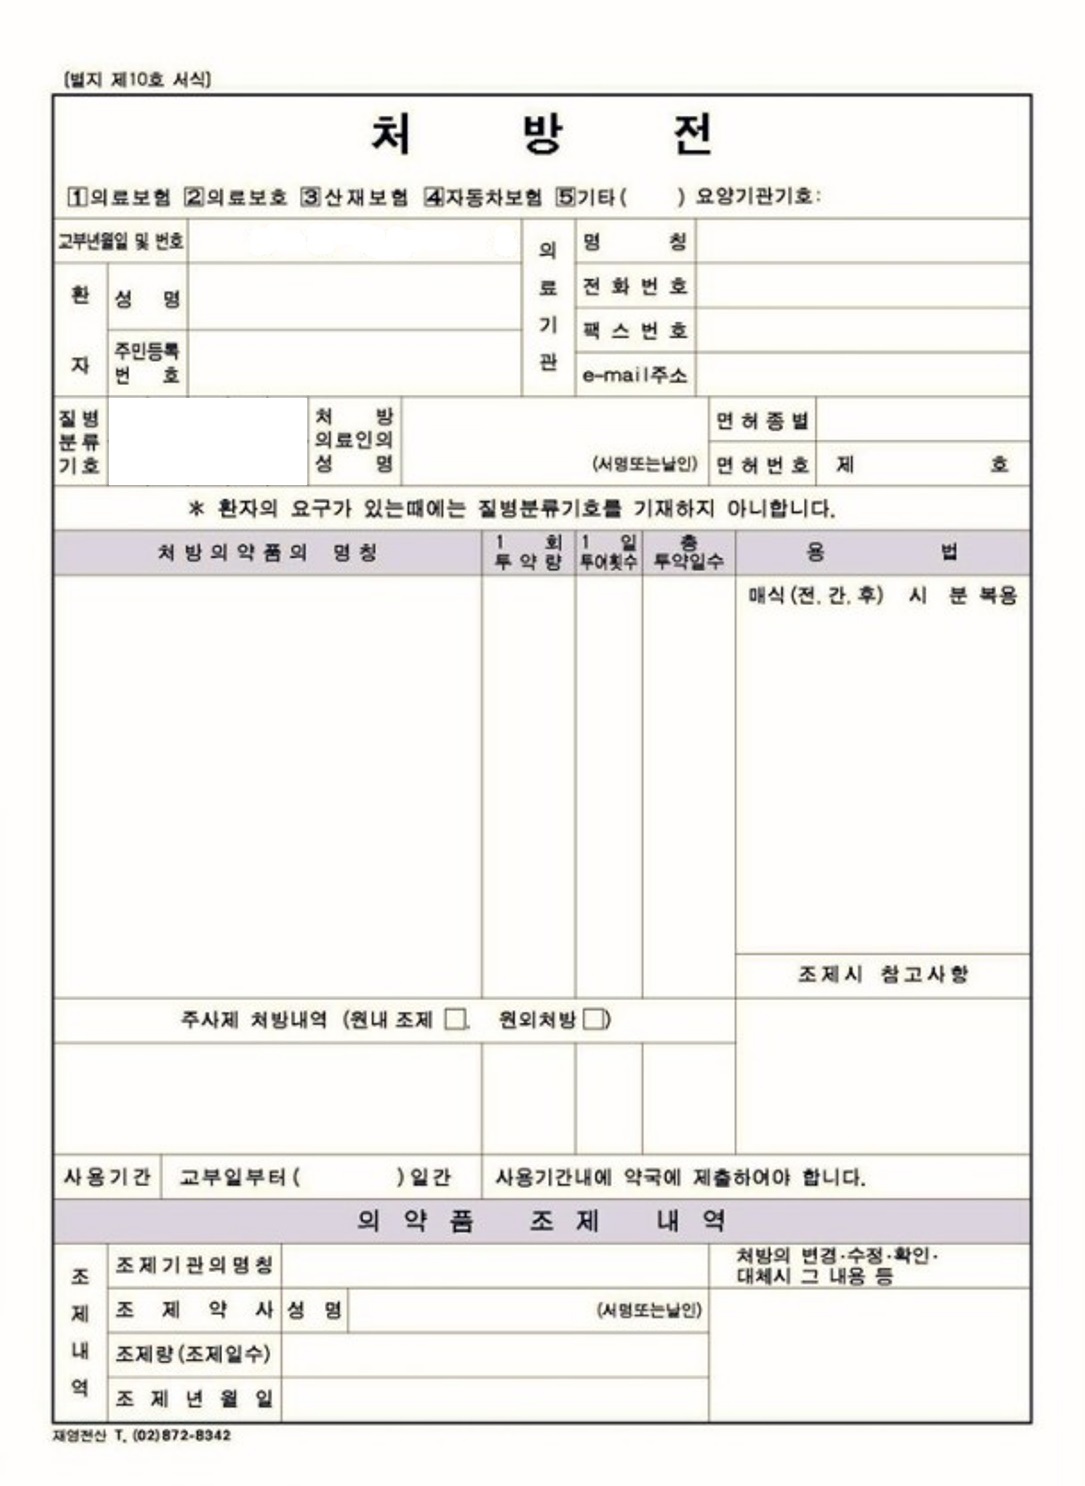 (별지 제10호 서식)
처 방 전
1의료보험 2의료보호 3산재보험 4자동차보험 5기타( ) 요양기관기호:
교부년월일 및 번호
환 자
성 명
주민등록
번 호
의 료 기 관
명 칭
전 화 번 호
팩 스 번 호
e-mail주소
질 병
분 류
기 호
처 방
의료인의
성 명
(서명또는날인)
면 허 종 별
면 허 번 호 제 호
* 환자의 요구가 있는때에는 질병분류기호를 기재하지 아니합니다.
처 방 의 약 품 의 명 칭
1 회
투 약 량
1 일
투여횟수
총
투약일수
용 법
매식(전, 간, 후) 시 분 복용
조제시 참고사항
주사제 처방내역 (원내 조제 □, 원외처방 □)
사용기간 교부일부터( )일간 사용기간내에 약국에 제출하여야 합니다.
의 약 품 조 제 내 역
조 제 내 역
조제기관의명칭
처방의 변경·수정·확인·
대체시 그 내용 등
조 제 약 사 성 명 (서명또는날인)
조제량(조제일수)
조 제 년 월 일
재영전산 T. (02)872-8342